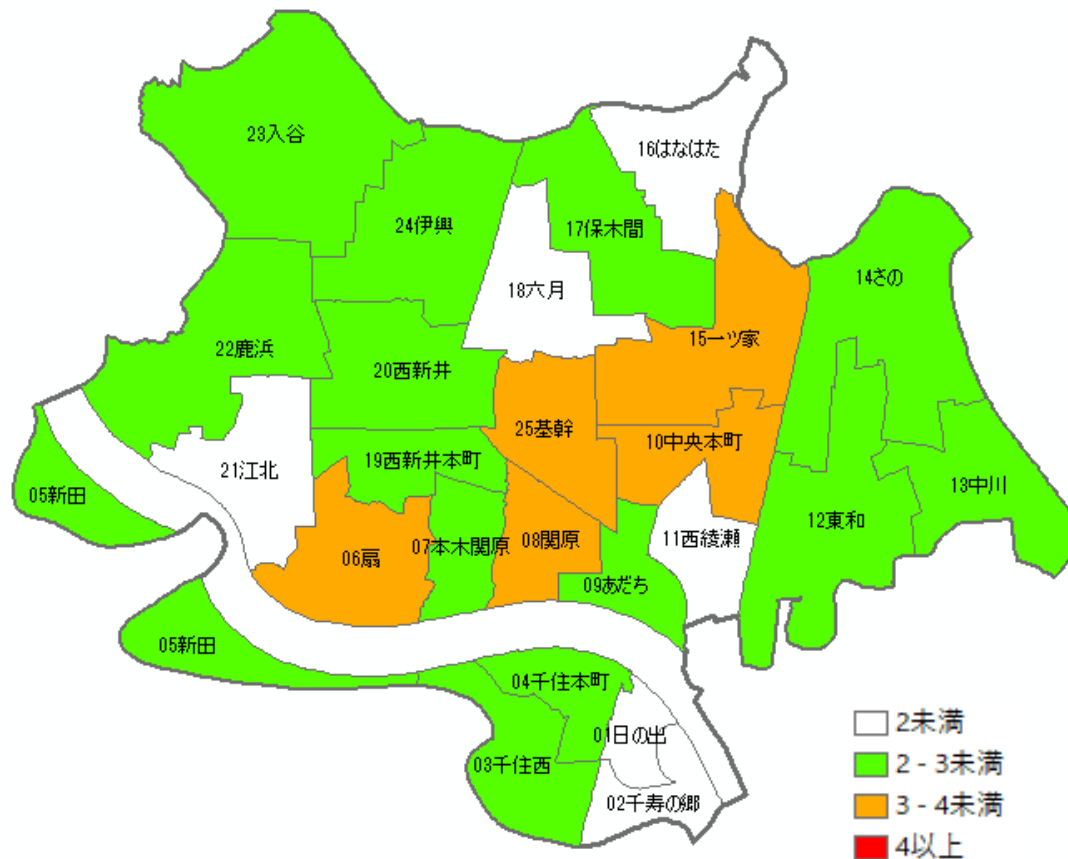 23入谷
16はなはた
24伊興
17保木間
14さの
18六月
15一ツ家
22鹿浜
20西新井
25基幹
10中央本町
19西新井本町
21江北
13中川
05新田
12東和
08関原
07本木関原
11西綾瀬
06扇
09あだち
05新田
04千住本町
01日の出
03千住西
02千寿の郷
2未満
2 - 3未満
3 - 4未満
4以上